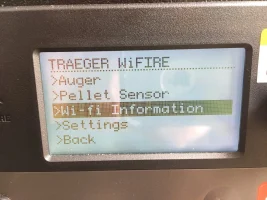 TRAEGER WiFIRE
>Auger
>Pellet Sensor
>Wi-fi Information
>Settings
>Back